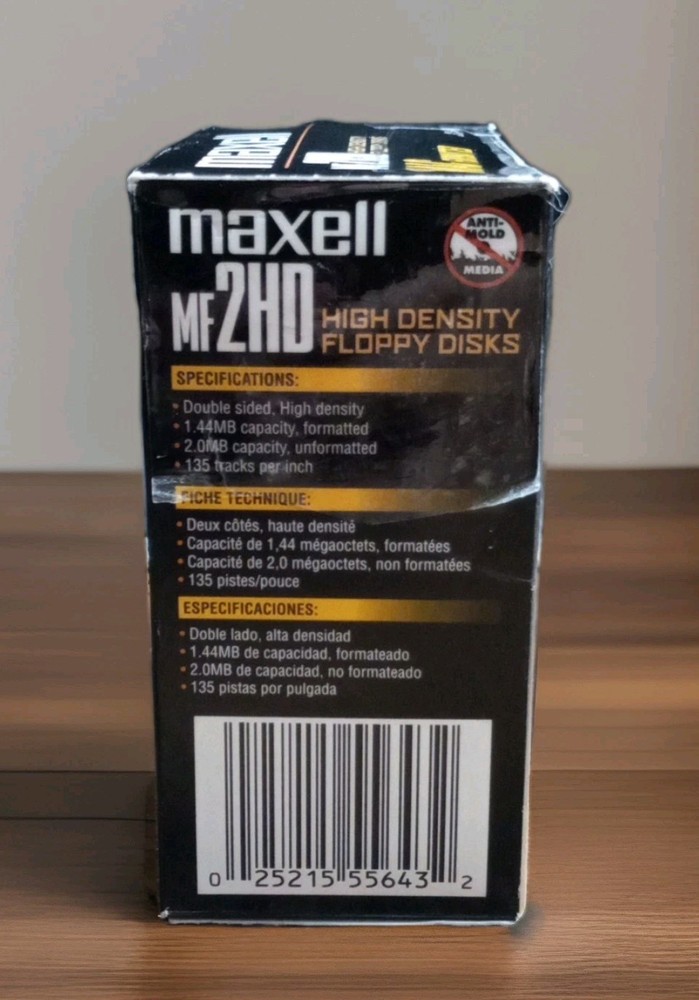 maxell
maxell
ANTI-
MOLD
MEDIA
MF2HD HIGH DENSITY
FLOPPY DISKS
SPECIFICATIONS:
• Double sided, High density
• 1.44MB capacity, formatted
• 2.0MB capacity, unformatted
• 135 tracks per inch
FICHE TECHNIQUE:
• Deux côtés, haute densité
• Capacité de 1,44 mégaoctets, formatées
• Capacité de 2,0 mégaoctets, non formatées
• 135 pistes/pouce
ESPECIFICACIONES:
• Doble lado, alta densidad
• 1.44MB de capacidad, formateado
• 2.0MB de capacidad, no formateado
• 135 pistas por pulgada
0 25215 55643 2